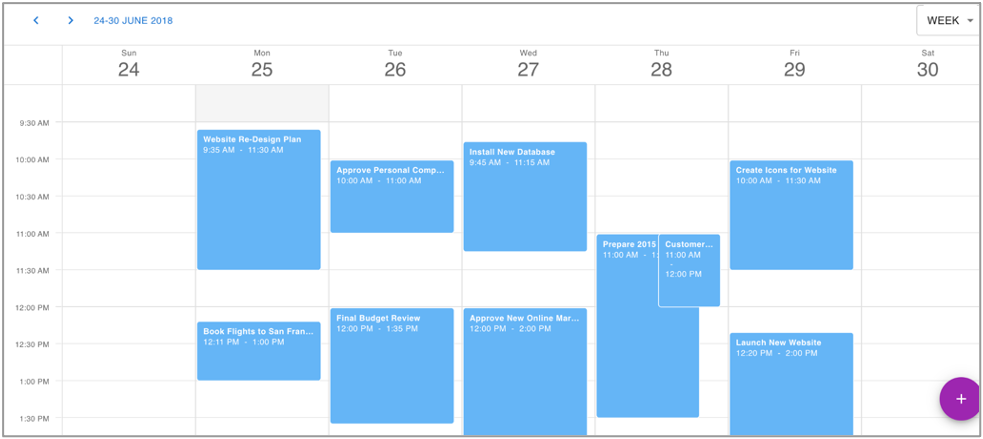 24-30 JUNE 2018
WEEK
Sun Mon Tue Wed Thu Fri Sat
24 25 26 27 28 29 30
9:30 AM
10:00 AM
10:30 AM
11:00 AM
11:30 AM
12:00 PM
12:30 PM
1:00 PM
1:30 PM
Website Re-Design Plan
9:35 AM - 11:30 AM
Book Flights to San Fran...
12:11 PM - 1:00 PM
Approve Personal Comp...
10:00 AM - 11:00 AM
Final Budget Review
12:00 PM - 1:35 PM
Install New Database
9:45 AM - 11:15 AM
Approve New Online Mar...
12:00 PM - 2:00 PM
Prepare 2015
11:00 AM - 1:
Customer...
11:00 AM
-
12:00 PM
Create Icons for Website
10:00 AM - 11:30 AM
Launch New Website
12:20 PM - 2:00 PM
+